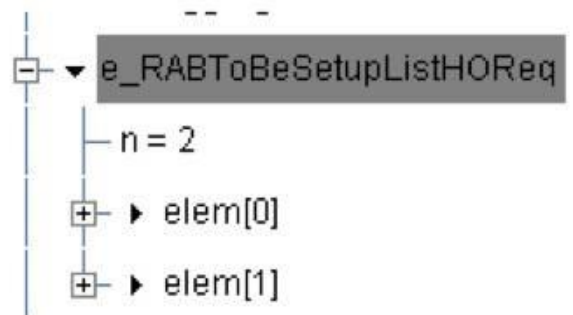 e_RABToBeSetupListHOReq
n = 2
elem[0]
elem[1]